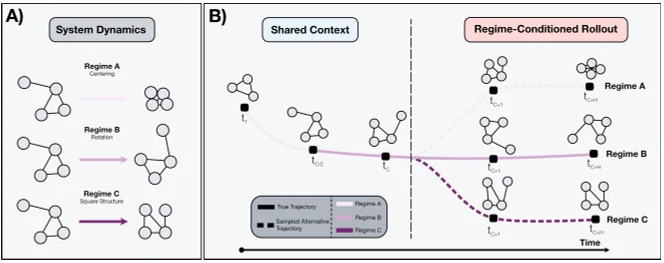 A)
System Dynamics
Regime A
Centering
Regime B
Rotation
Regime C
Square Structure
B)
Shared Context
Regime-Conditioned Rollout
t1
tC/2
tC
tC+1
tC+H
Regime A
tC+1
tC+H
Regime B
tC+1
tC+H
Regime C
True Trajectory
Sampled Alternative
Trajectory
Regime A
Regime B
Regime C
Time